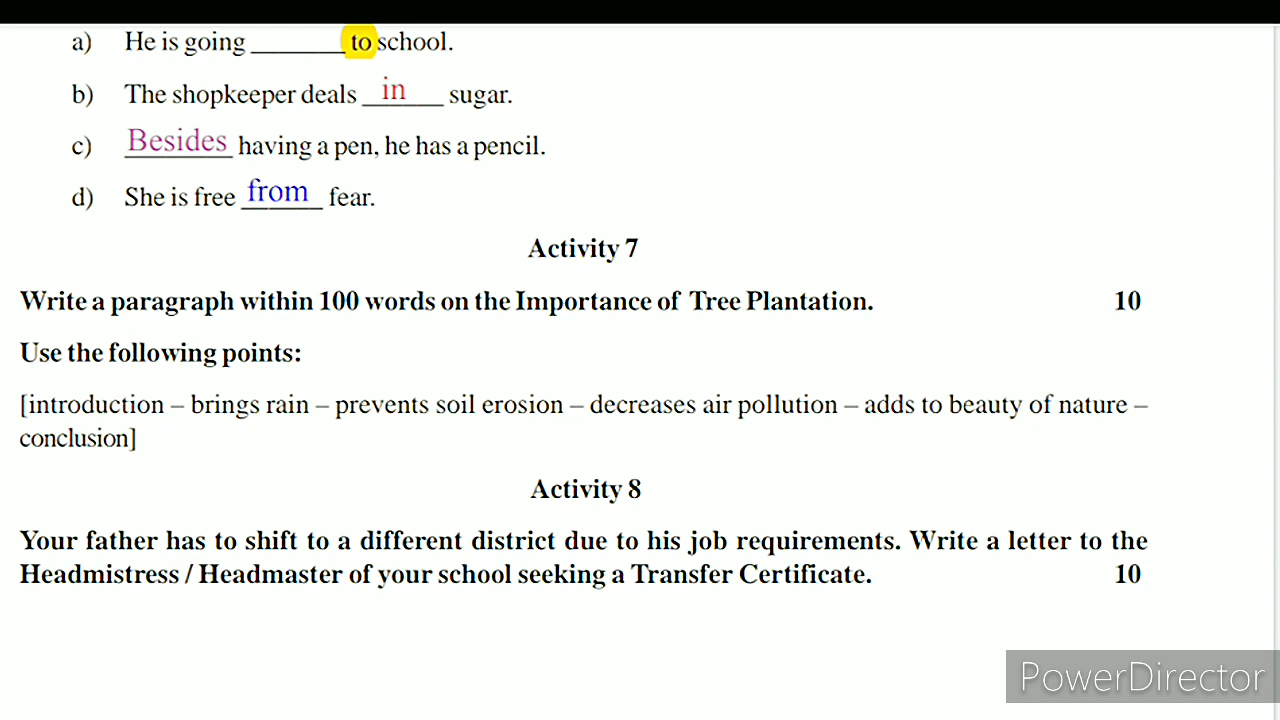 a) He is going _______ to school.
b) The shopkeeper deals in sugar.
c) Besides having a pen, he has a pencil.
d) She is free from fear.
Activity 7
Write a paragraph within 100 words on the Importance of Tree Plantation. 10
Use the following points:
[introduction – brings rain – prevents soil erosion – decreases air pollution – adds to beauty of nature –
conclusion]
Activity 8
Your father has to shift to a different district due to his job requirements. Write a letter to the
Headmistress / Headmaster of your school seeking a Transfer Certificate. 10
PowerDirector